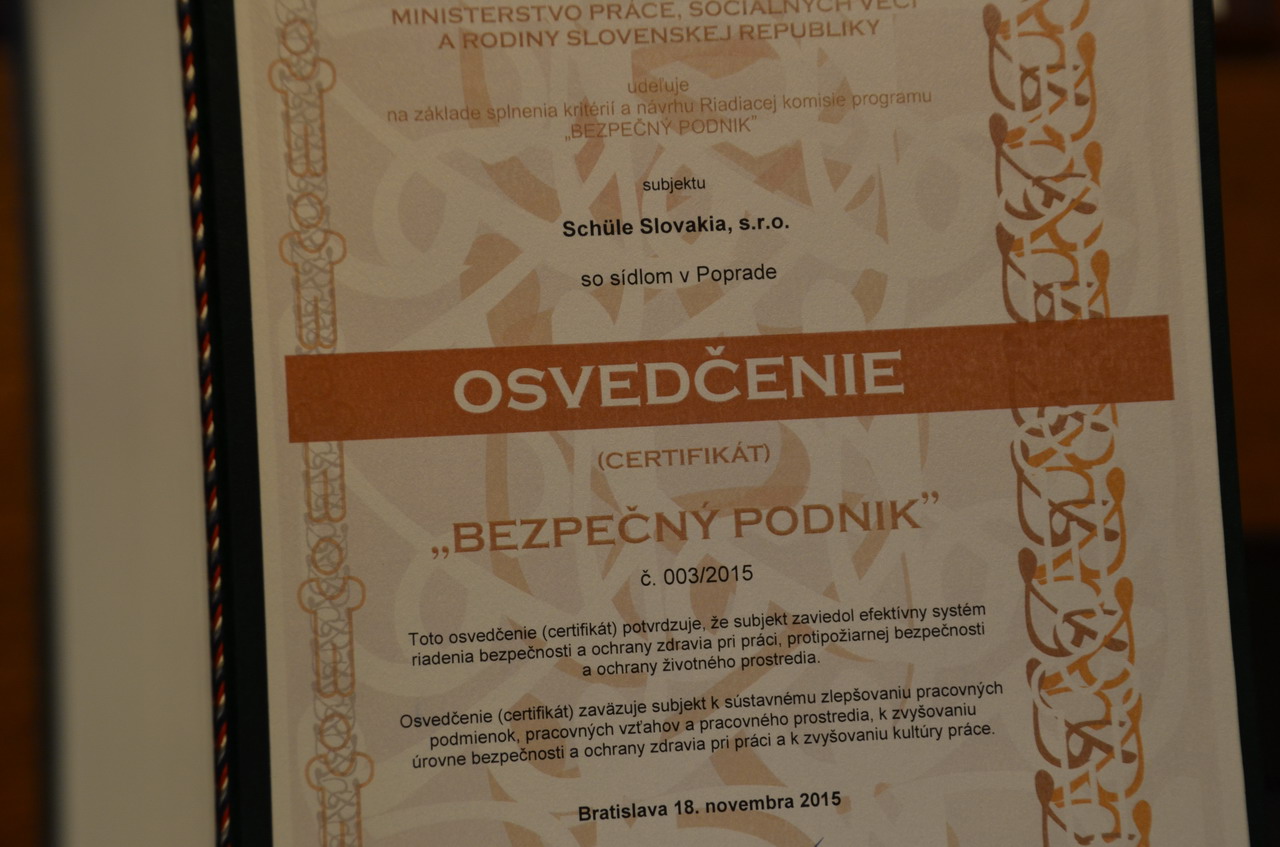 MINISTERSTVO PRÁCE, SOCIÁLNYCH VECÍ
A RODINY SLOVENSKEJ REPUBLIKY
udeľuje
na základe splnenia kritérií a návrhu Riadiacej komisie programu
„BEZPEČNÝ PODNIK”
subjektu
Schüle Slovakia, s.r.o.
so sídlom v Poprade
OSVEDČENIE
(CERTIFIKÁT)
„BEZPEČNÝ PODNIK”
č. 003/2015
Toto osvedčenie (certifikát) potvrdzuje, že subjekt zaviedol efektívny systém
riadenia bezpečnosti a ochrany zdravia pri práci, protipožiarnej bezpečnosti
a ochrany životného prostredia.
Osvedčenie (certifikát) zaväzuje subjekt k sústavnému zlepšovaniu pracovných
podmienok, pracovných vzťahov a pracovného prostredia, k zvyšovaniu
úrovne bezpečnosti a ochrany zdravia pri práci a k zvyšovaniu kultúry práce.
Bratislava 18. novembra 2015